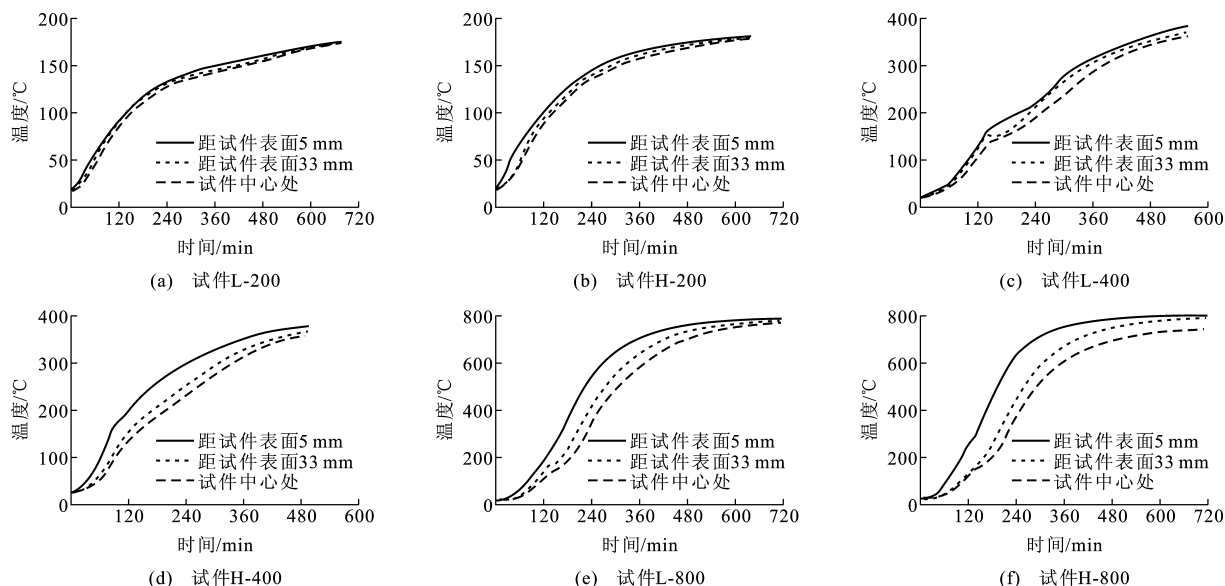 200
150
100
50
0
温度/℃
距试件表面5 mm
距试件表面33 mm
试件中心处
120 240 360 480 600 720
时间/min
(a) 试件L-200
200
150
100
50
0
温度/℃
距试件表面5 mm
距试件表面33 mm
试件中心处
120 240 360 480 600 720
时间/min
(b) 试件H-200
400
300
200
100
0
温度/℃
距试件表面5 mm
距试件表面33 mm
试件中心处
120 240 360 480 600
时间/min
(c) 试件L-400
400
300
200
100
0
温度/℃
距试件表面5 mm
距试件表面33 mm
试件中心处
120 240 360 480 600
时间/min
(d) 试件H-400
800
600
400
200
0
温度/℃
距试件表面5 mm
距试件表面33 mm
试件中心处
120 240 360 480 600 720
时间/min
(e) 试件L-800
800
600
400
200
0
温度/℃
距试件表面5 mm
距试件表面33 mm
试件中心处
120 240 360 480 600 720
时间/min
(f) 试件H-800